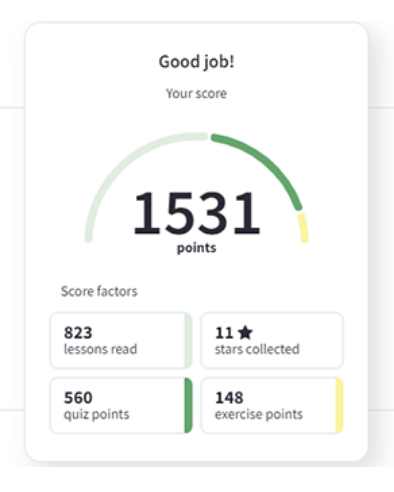 Good job!
Your score
1531
points
Score factors
823
lessons read
11 ★
stars collected
560
quiz points
148
exercise points